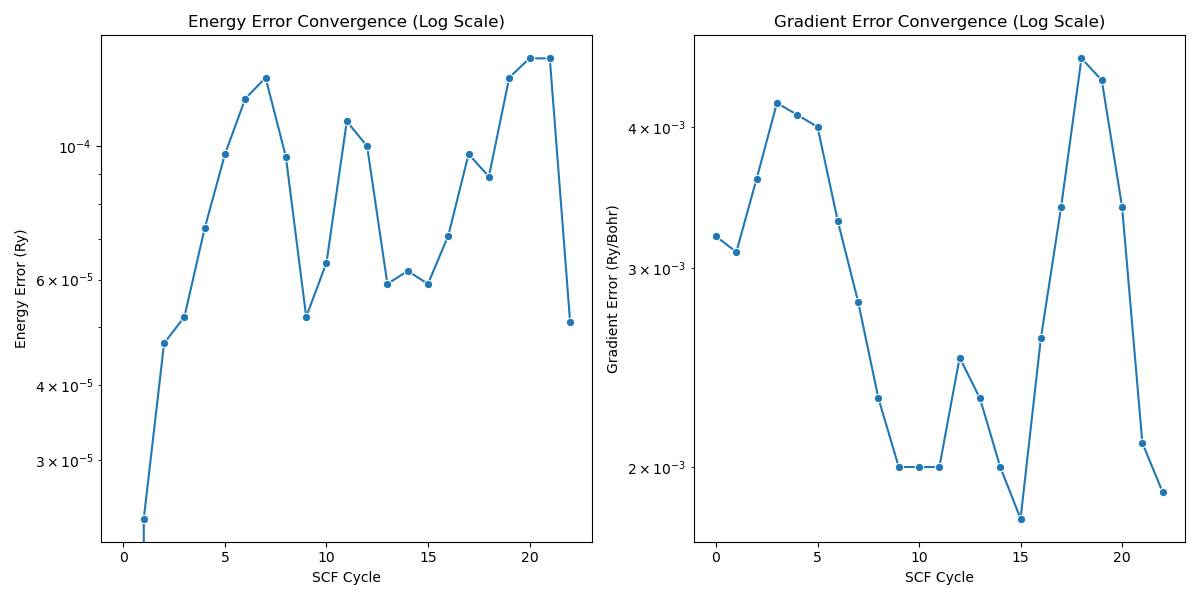 Energy Error Convergence (Log Scale)
Energy Error (Ry)
10⁻⁴
6 × 10⁻⁵
4 × 10⁻⁵
3 × 10⁻⁵
0 5 10 15 20
SCF Cycle
Gradient Error Convergence (Log Scale)
Gradient Error (Ry/Bohr)
4 × 10⁻³
3 × 10⁻³
2 × 10⁻³
0 5 10 15 20
SCF Cycle